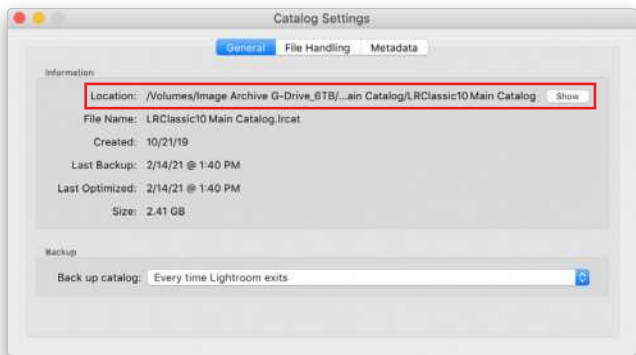 Catalog Settings
General File Handling Metadata
Information
Location: /Volumes/Image Archive G-Drive_6TB/...ain Catalog/LRClassic10 Main Catalog Show
File Name: LRClassic10 Main Catalog.lrcat
Created: 10/21/19
Last Backup: 2/14/21 @ 1:40 PM
Last Optimized: 2/14/21 @ 1:40 PM
Size: 2.41 GB
Backup
Back up catalog: Every time Lightroom exits